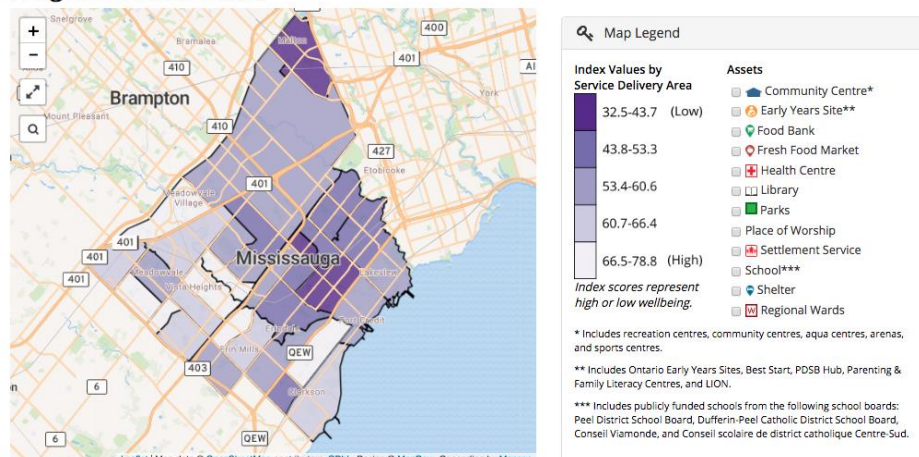 Snelgrove
+
−
400
Bramalea
Malton
401
410
Brampton
York
Mount Pleasant
410
427
Etobicoke
401
Meadowvale
Village
401
401
401
Mississauga
Meadowvale
Vista Heights
Lakeview
Port Credit
Erindale
Erin Mills
QEW
403
6
Clarkson
6
QEW
Map Legend
Index Values by
Service Delivery Area
32.5-43.7 (Low)
43.8-53.3
53.4-60.6
60.7-66.4
66.5-78.8 (High)
Index scores represent
high or low wellbeing.
Assets
Community Centre*
Early Years Site**
Food Bank
Fresh Food Market
Health Centre
Library
Parks
Place of Worship
Settlement Service
School***
Shelter
W Regional Wards
* Includes recreation centres, community centres, aqua centres, arenas,
and sports centres.
** Includes Ontario Early Years Sites, Best Start, PDSB Hub, Parenting &
Family Literacy Centres, and LION.
*** Includes publicly funded schools from the following school boards:
Peel District School Board, Dufferin-Peel Catholic District School Board,
Conseil Viamonde, and Conseil scolaire de district catholique Centre-Sud.